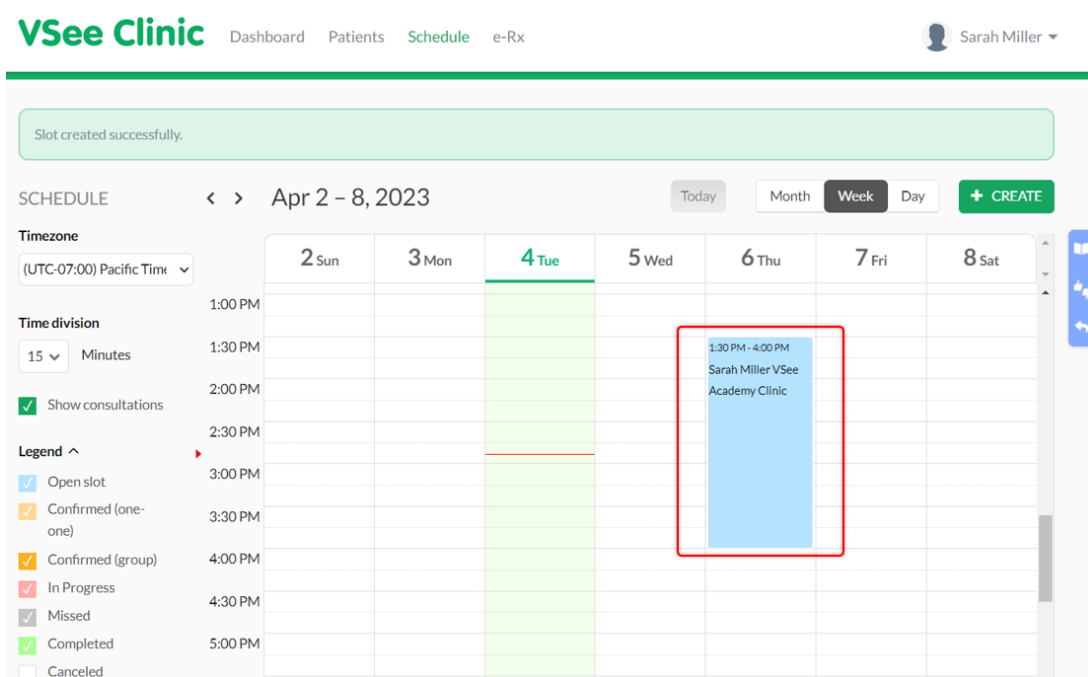 VSee Clinic Dashboard Patients Schedule e-Rx Sarah Miller
Slot created successfully.
SCHEDULE
Apr 2 – 8, 2023
Today Month Week Day + CREATE
Timezone
(UTC-07:00) Pacific Time
2 Sun 3 Mon 4 Tue 5 Wed 6 Thu 7 Fri 8 Sat
Time division
15 Minutes
Show consultations
Legend
Open slot
Confirmed (one-
one)
Confirmed (group)
In Progress
Missed
Completed
Canceled
1:00 PM
1:30 PM
2:00 PM
2:30 PM
3:00 PM
3:30 PM
4:00 PM
4:30 PM
5:00 PM
1:30 PM - 4:00 PM
Sarah Miller VSee
Academy Clinic